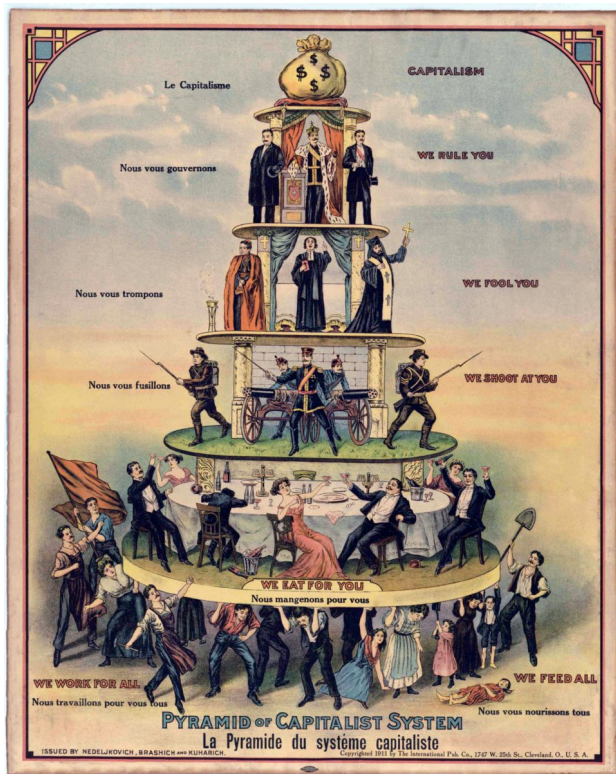 $ $ $ $
Le Capitalisme
CAPITALISM
Nous vous gouvernons
WE RULE YOU
Nous vous trompons
WE FOOL YOU
Nous vous fusillons
WE SHOOT AT YOU
WE EAT FOR YOU
Nous mangenons pour vous
WE WORK FOR ALL
Nous travaillons pour vous tous
WE FEED ALL
Nous vous nourissons tous
PYRAMID OF CAPITALIST SYSTEM
La Pyramide du système capitaliste
ISSUED BY NEDELJKOVICH, BRASHICH AND KUHARICH.
Copyrighted 1911 by The International Pub. Co., 1747 W. 25th St., Cleveland, O., U. S. A.